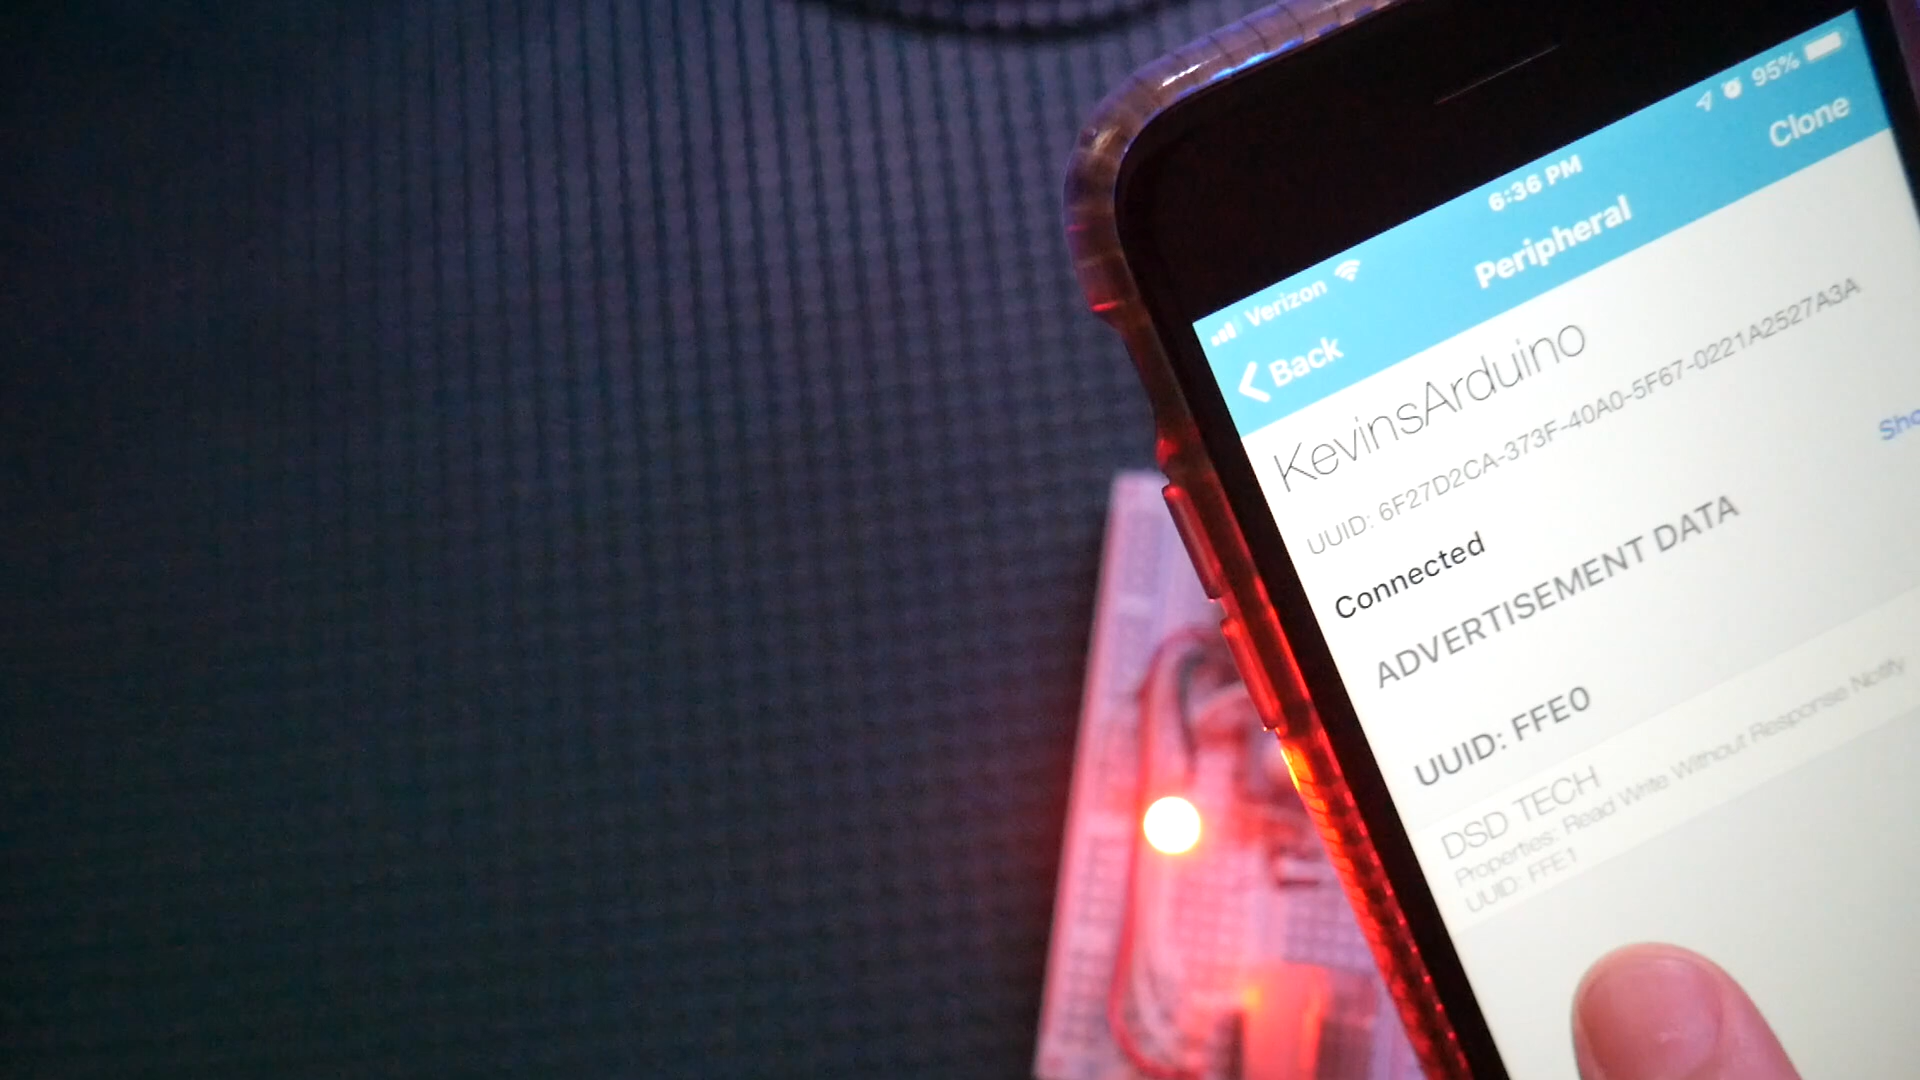 Verizon 6:36 PM 95%
Back Peripheral Clone
KevinsArduino
UUID: 6F27D2CA-373F-40A0-5F67-0221A2527A3A
Connected
ADVERTISEMENT DATA
UUID: FFE0
DSD TECH
Properties: Read Write Without Response Notify
UUID: FFE1